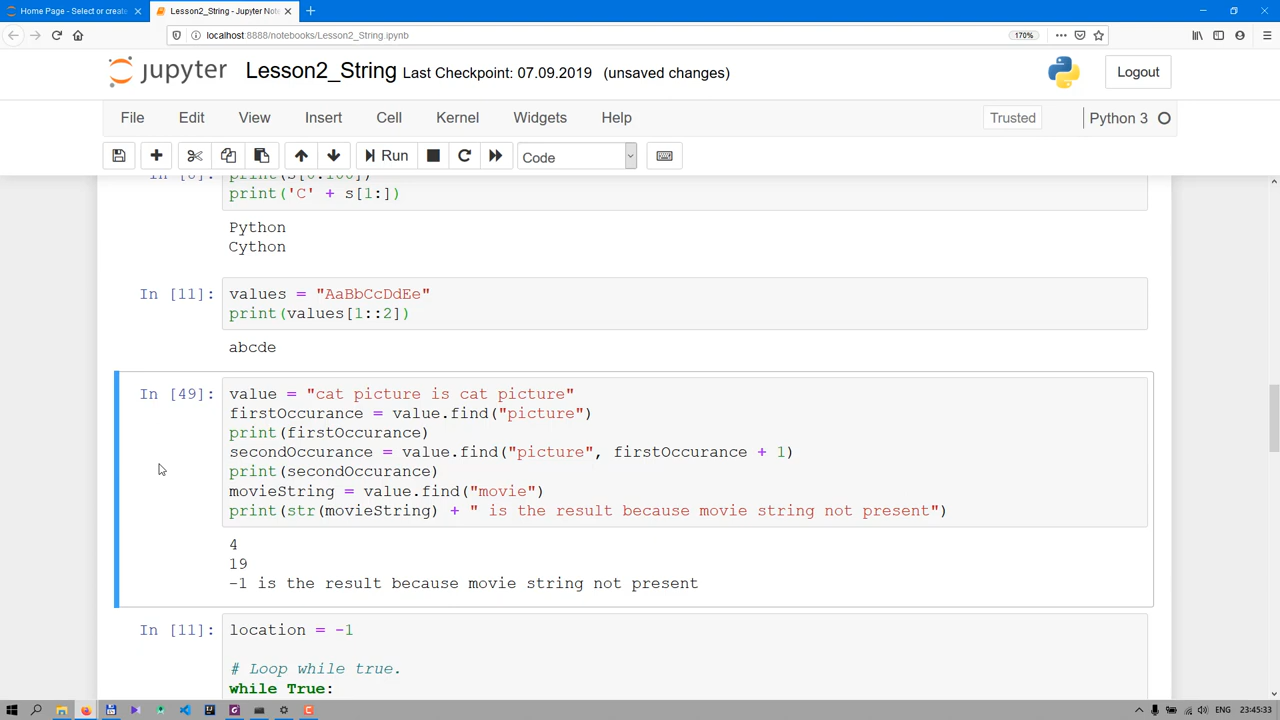 Home Page - Select or create
Lesson2_String - Jupyter Not
localhost:8888/notebooks/Lesson2_String.ipynb
170%
jupyter
Lesson2_String Last Checkpoint: 07.09.2019 (unsaved changes)
Logout
File Edit View Insert Cell Kernel Widgets Help
Trusted
Python 3
Run
Code
In [6]: print(s[0:100])
print('C' + s[1:])
Python
Cython
In [11]: values = "AaBbCcDdEe"
print(values[1::2])
abcde
In [49]: value = "cat picture is cat picture"
firstOccurance = value.find("picture")
print(firstOccurance)
secondOccurance = value.find("picture", firstOccurance + 1)
print(secondOccurance)
movieString = value.find("movie")
print(str(movieString) + " is the result because movie string not present")
4
19
-1 is the result because movie string not present
In [11]: location = -1
# Loop while true.
while True:
ENG 23:45:33